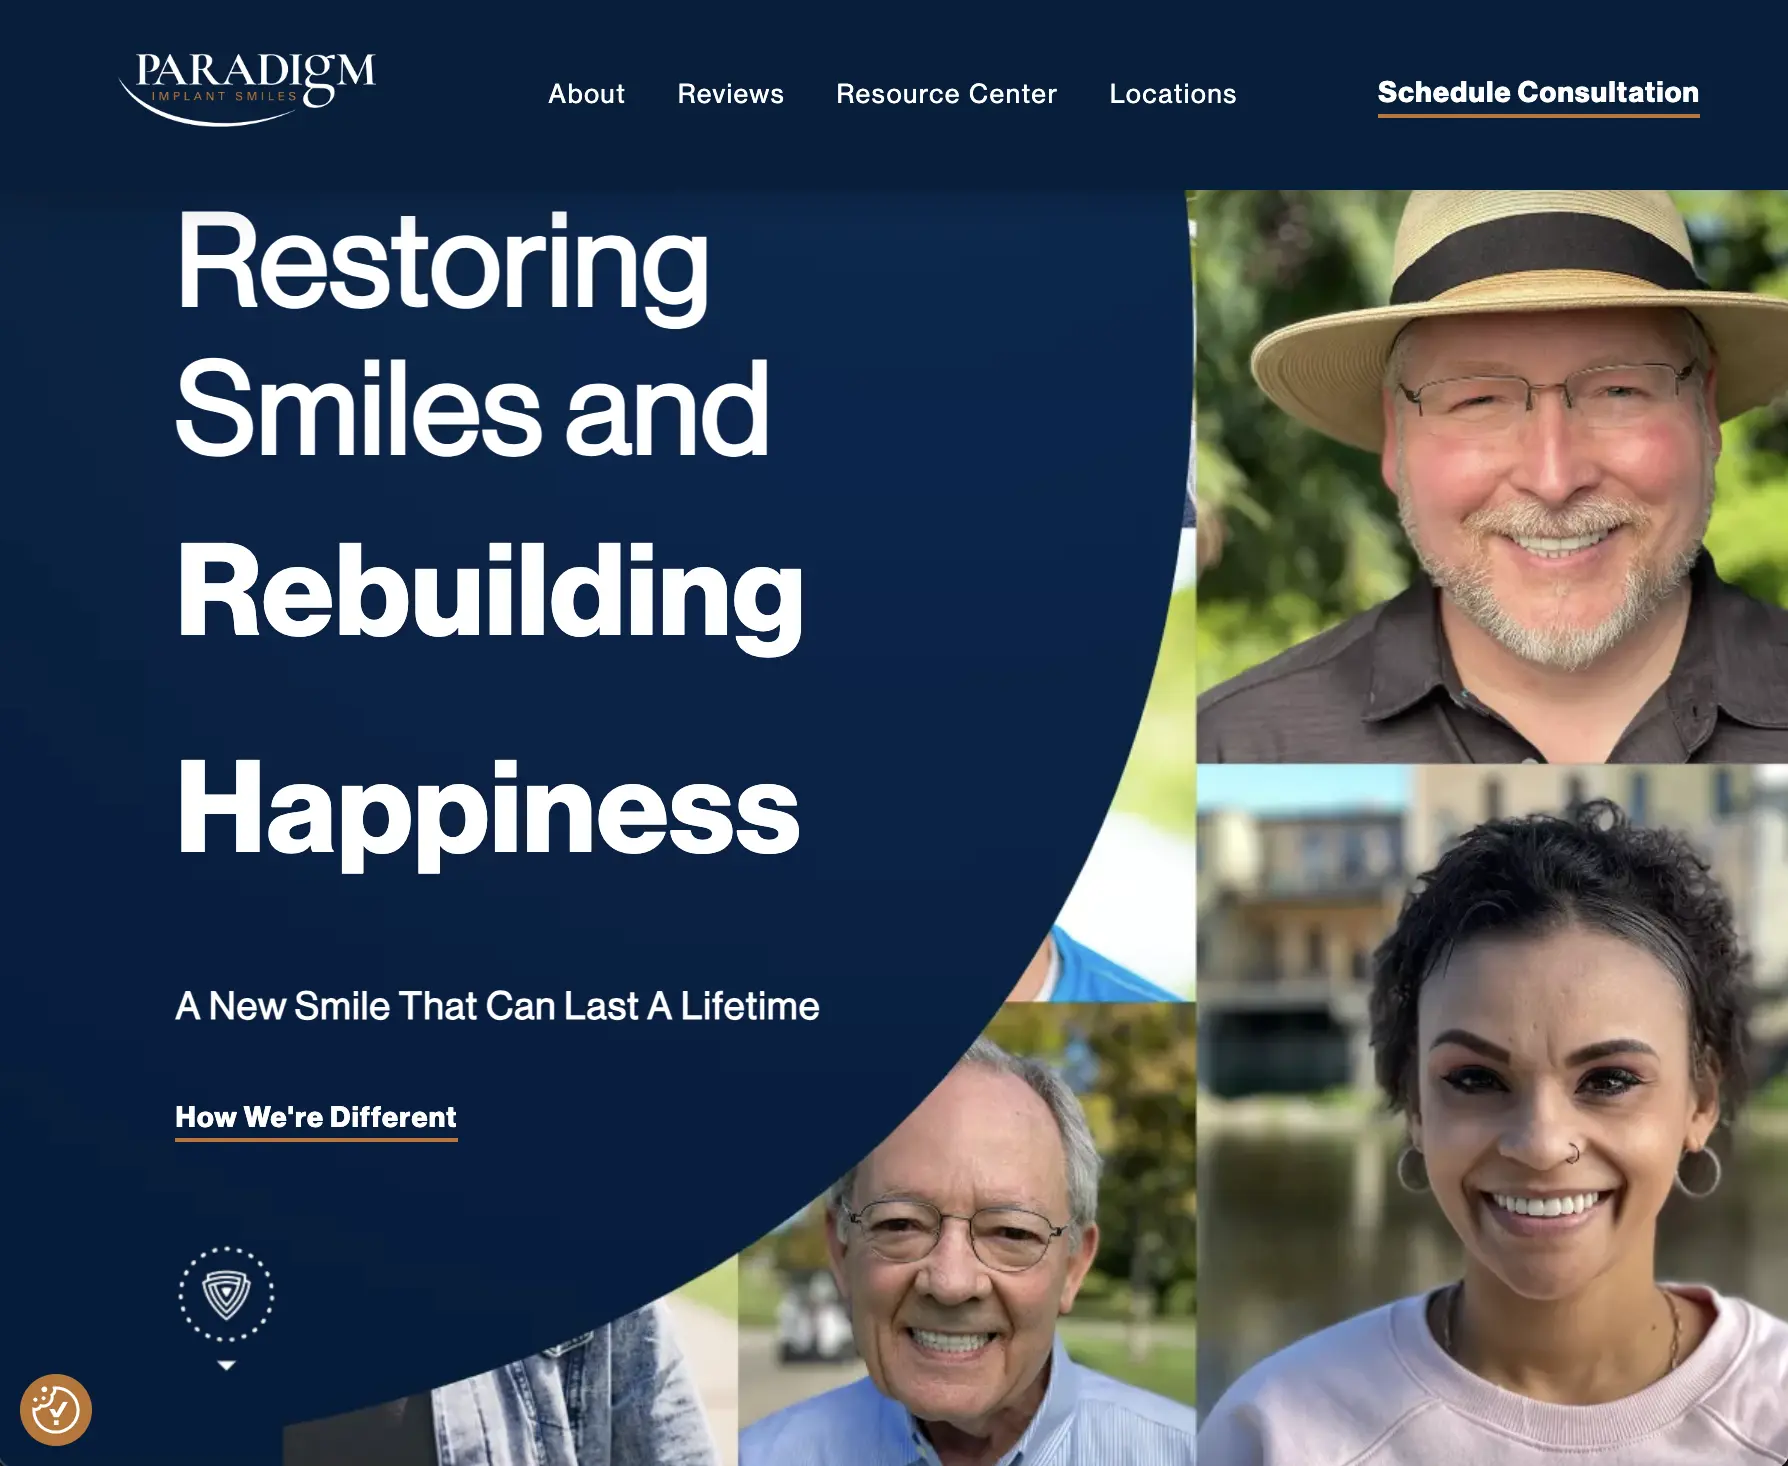 PARADIGM
IMPLANT SMILES
About
Reviews
Resource Center
Locations
Schedule Consultation
Restoring
Smiles and
Rebuilding
Happiness
A New Smile That Can Last A Lifetime
How We're Different